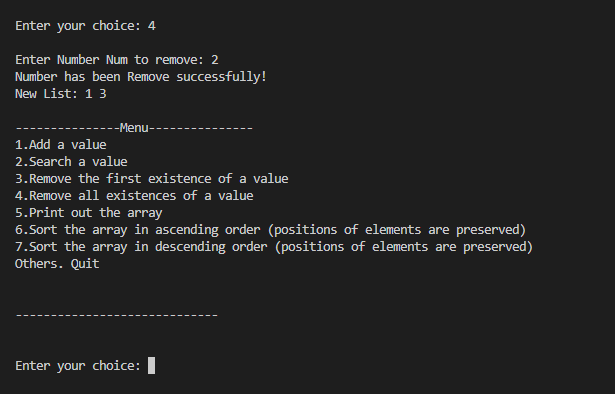 Enter your choice: 4
Enter Number Num to remove: 2
Number has been Remove successfully!
New List: 1 3
---------------Menu---------------
1.Add a value
2.Search a value
3.Remove the first existence of a value
4.Remove all existences of a value
5.Print out the array
6.Sort the array in ascending order (positions of elements are preserved)
7.Sort the array in descending order (positions of elements are preserved)
Others. Quit
-----------------------------
Enter your choice: